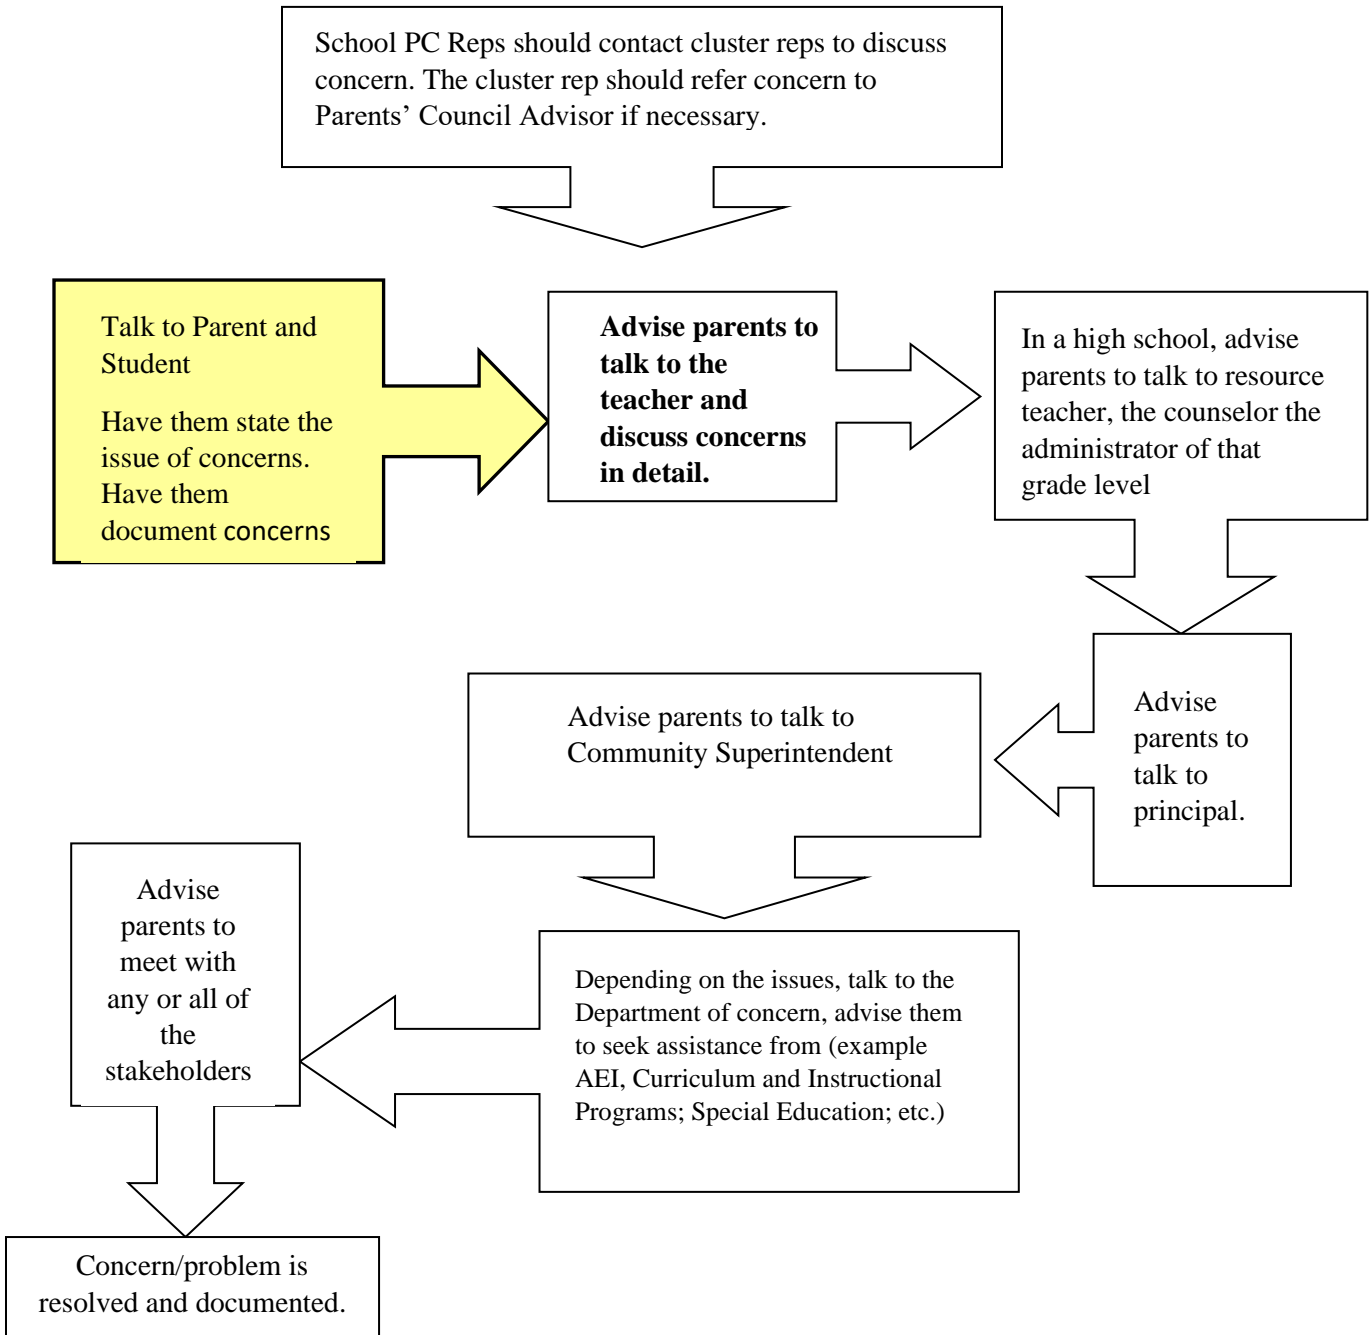 School PC Reps should contact cluster reps to discuss
concern. The cluster rep should refer concern to
Parents’ Council Advisor if necessary.
Talk to Parent and
Student
Have them state the
issue of concerns.
Have them
document concerns
Advise parents to
talk to the
teacher and
discuss concerns
in detail.
In a high school, advise
parents to talk to resource
teacher, the counselor the
administrator of that
grade level
Advise
parents to
talk to
principal.
Advise parents to talk to
Community Superintendent
Depending on the issues, talk to the
Department of concern, advise them
to seek assistance from (example
AEI, Curriculum and Instructional
Programs; Special Education; etc.)
Advise
parents to
meet with
any or all of
the
stakeholders
Concern/problem is
resolved and documented.